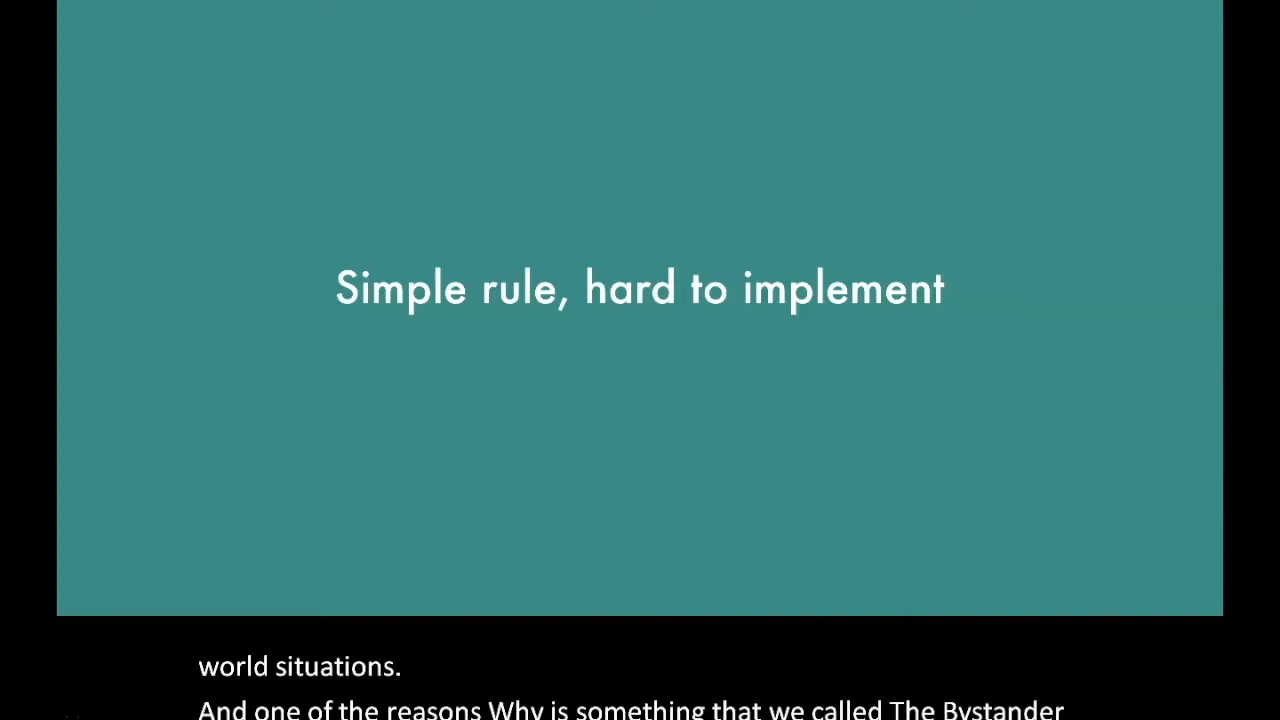 Simple rule, hard to implement
world situations.
And one of the reasons Why is something that we called The Bystander